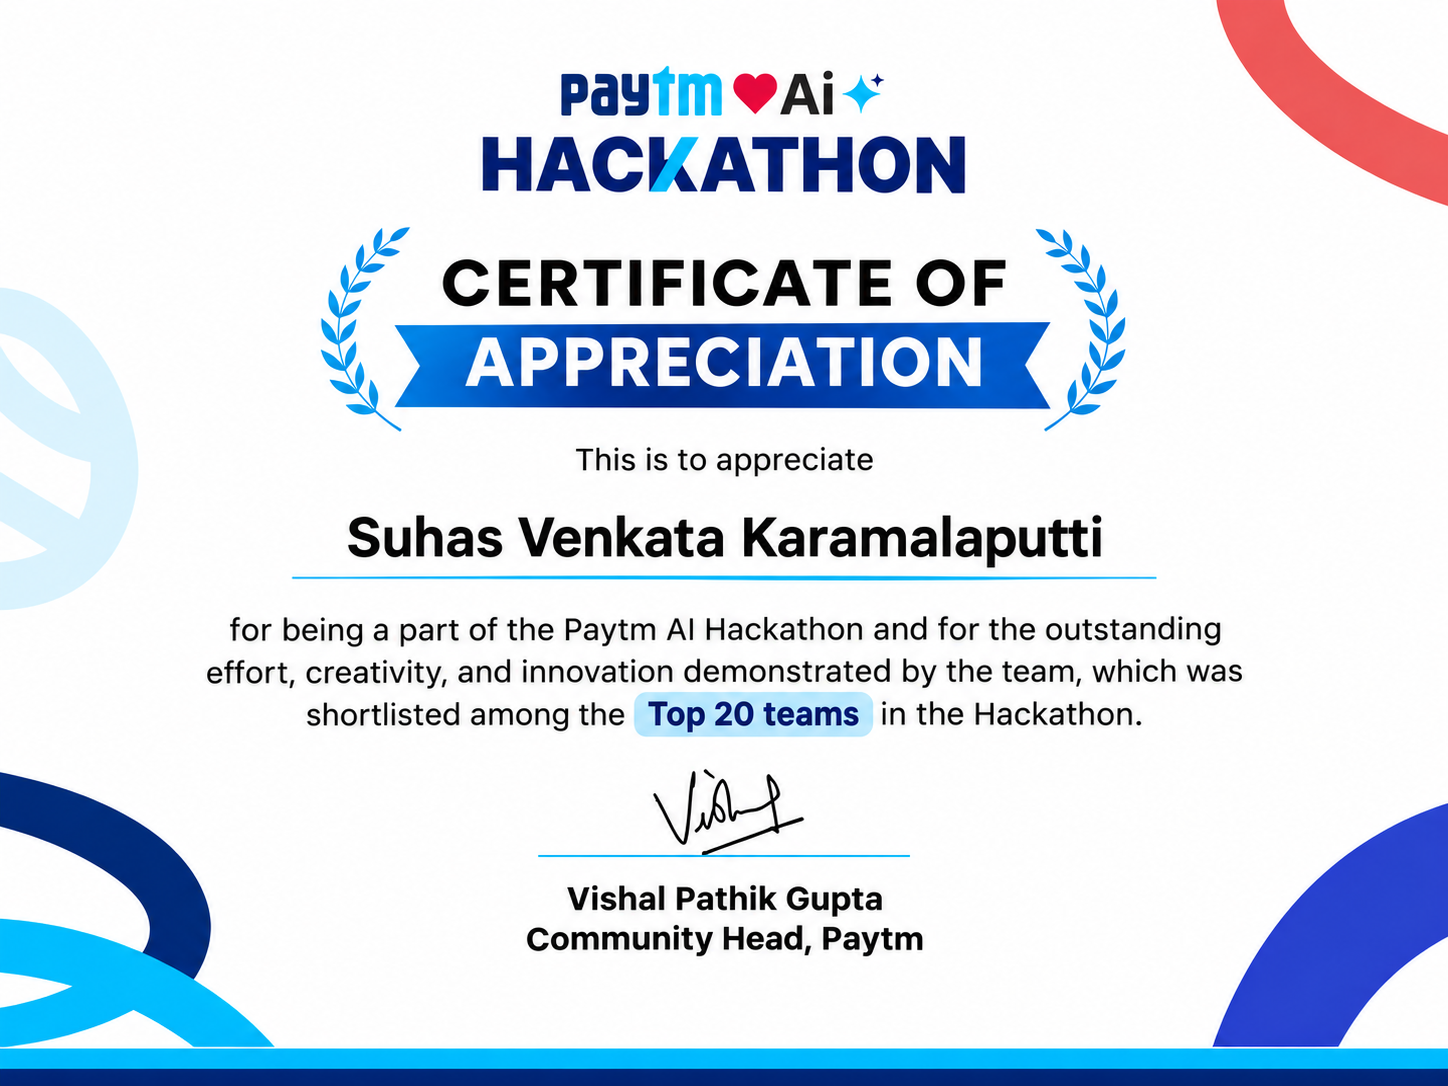 paytm ❤ Ai
HACKATHON
CERTIFICATE OF
APPRECIATION
This is to appreciate
Suhas Venkata Karamalaputti
for being a part of the Paytm AI Hackathon and for the outstanding
effort, creativity, and innovation demonstrated by the team, which was
shortlisted among the Top 20 teams in the Hackathon.
Vishal
Vishal Pathik Gupta
Community Head, Paytm